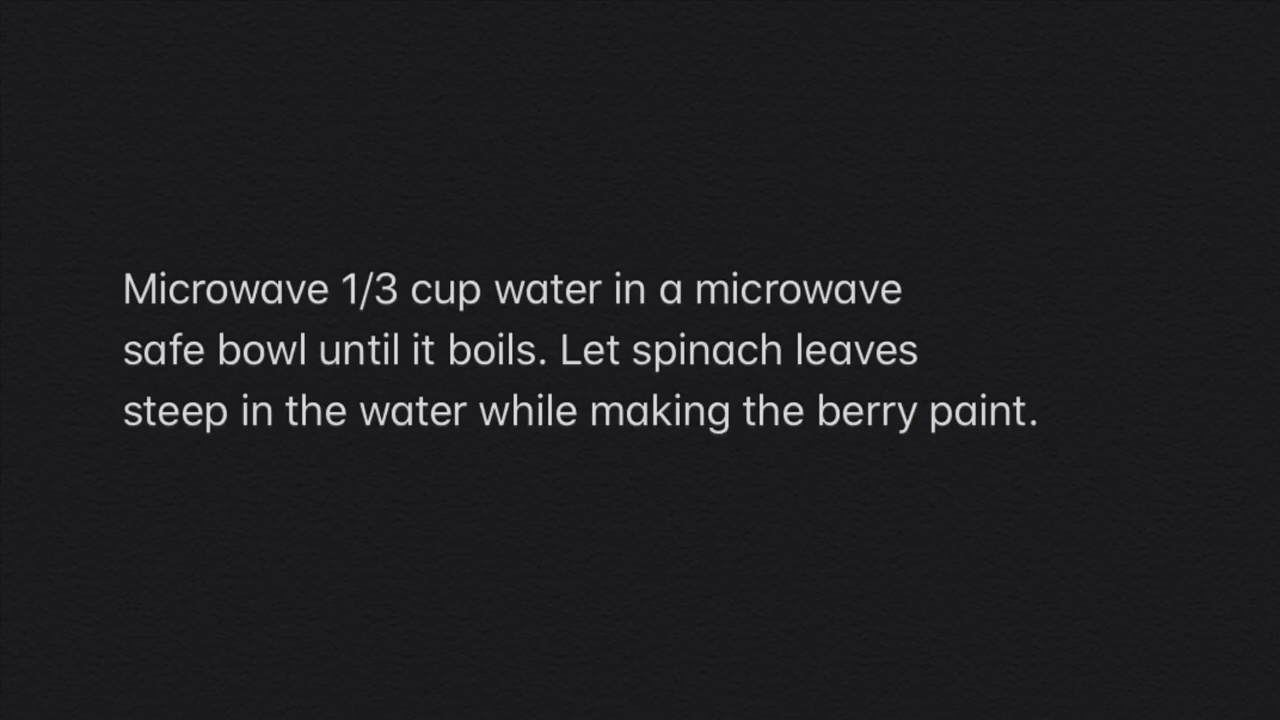 Microwave 1/3 cup water in a microwave
safe bowl until it boils. Let spinach leaves
steep in the water while making the berry paint.